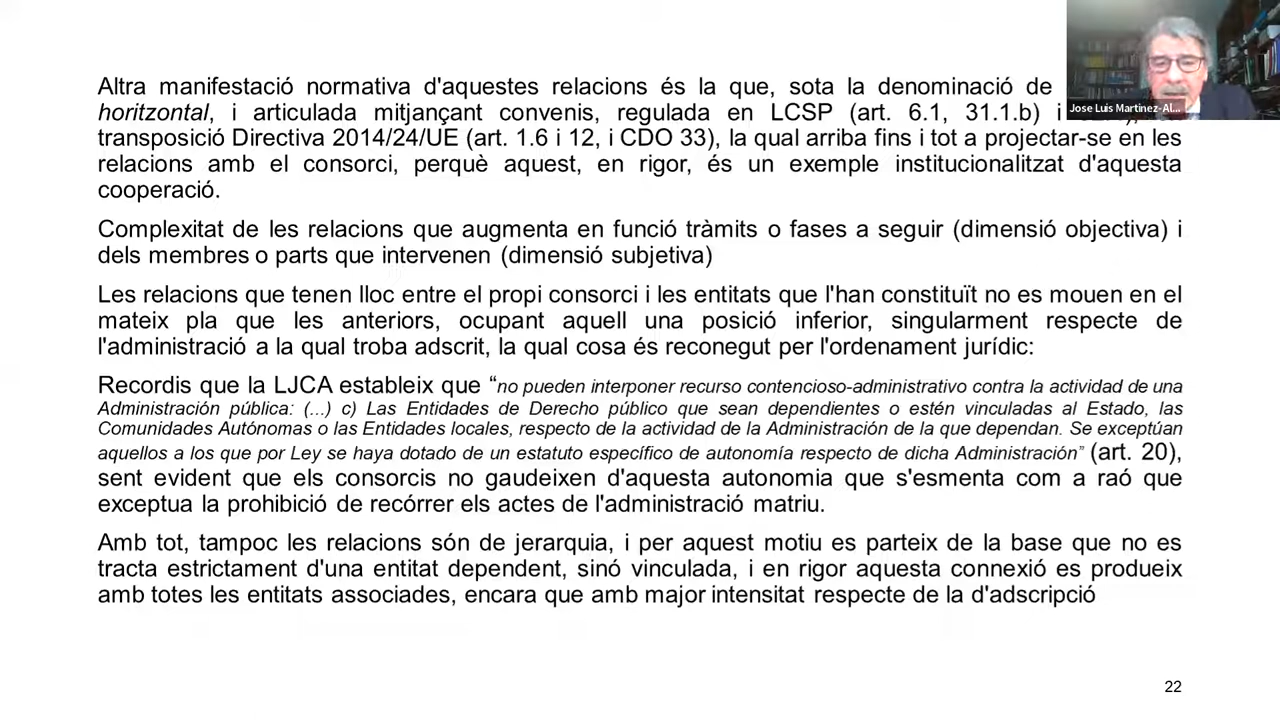 Altra manifestació normativa d'aquestes relacions és la que, sota la denominació de
Jose Luis Martínez-Al...
horitzontal, i articulada mitjançant convenis, regulada en LCSP (art. 6.1, 31.1.b) i
transposició Directiva 2014/24/UE (art. 1.6 i 12, i CDO 33), la qual arriba fins i tot a projectar-se en les
relacions amb el consorci, perquè aquest, en rigor, és un exemple institucionalitzat d'aquesta
cooperació.
Complexitat de les relacions que augmenta en funció tràmits o fases a seguir (dimensió objectiva) i
dels membres o parts que intervenen (dimensió subjetiva)
Les relacions que tenen lloc entre el propi consorci i les entitats que l'han constituït no es mouen en el
mateix pla que les anteriors, ocupant aquell una posició inferior, singularment respecte de
l'administració a la qual troba adscrit, la qual cosa és reconegut per l'ordenament jurídic:
Recordis que la LJCA estableix que “no pueden interponer recurso contencioso-administrativo contra la actividad de una
Administración pública: (...) c) Las Entidades de Derecho público que sean dependientes o estén vinculadas al Estado, las
Comunidades Autónomas o las Entidades locales, respecto de la actividad de la Administración de la que dependan. Se exceptúan
aquellos a los que por Ley se haya dotado de un estatuto específico de autonomía respecto de dicha Administración” (art. 20),
sent evident que els consorcis no gaudeixen d'aquesta autonomia que s'esmenta com a raó que
exceptua la prohibició de recórrer els actes de l'administració matriu.
Amb tot, tampoc les relacions són de jerarquia, i per aquest motiu es parteix de la base que no es
tracta estrictament d'una entitat dependent, sinó vinculada, i en rigor aquesta connexió es produeix
amb totes les entitats associades, encara que amb major intensitat respecte de la d'adscripció
22